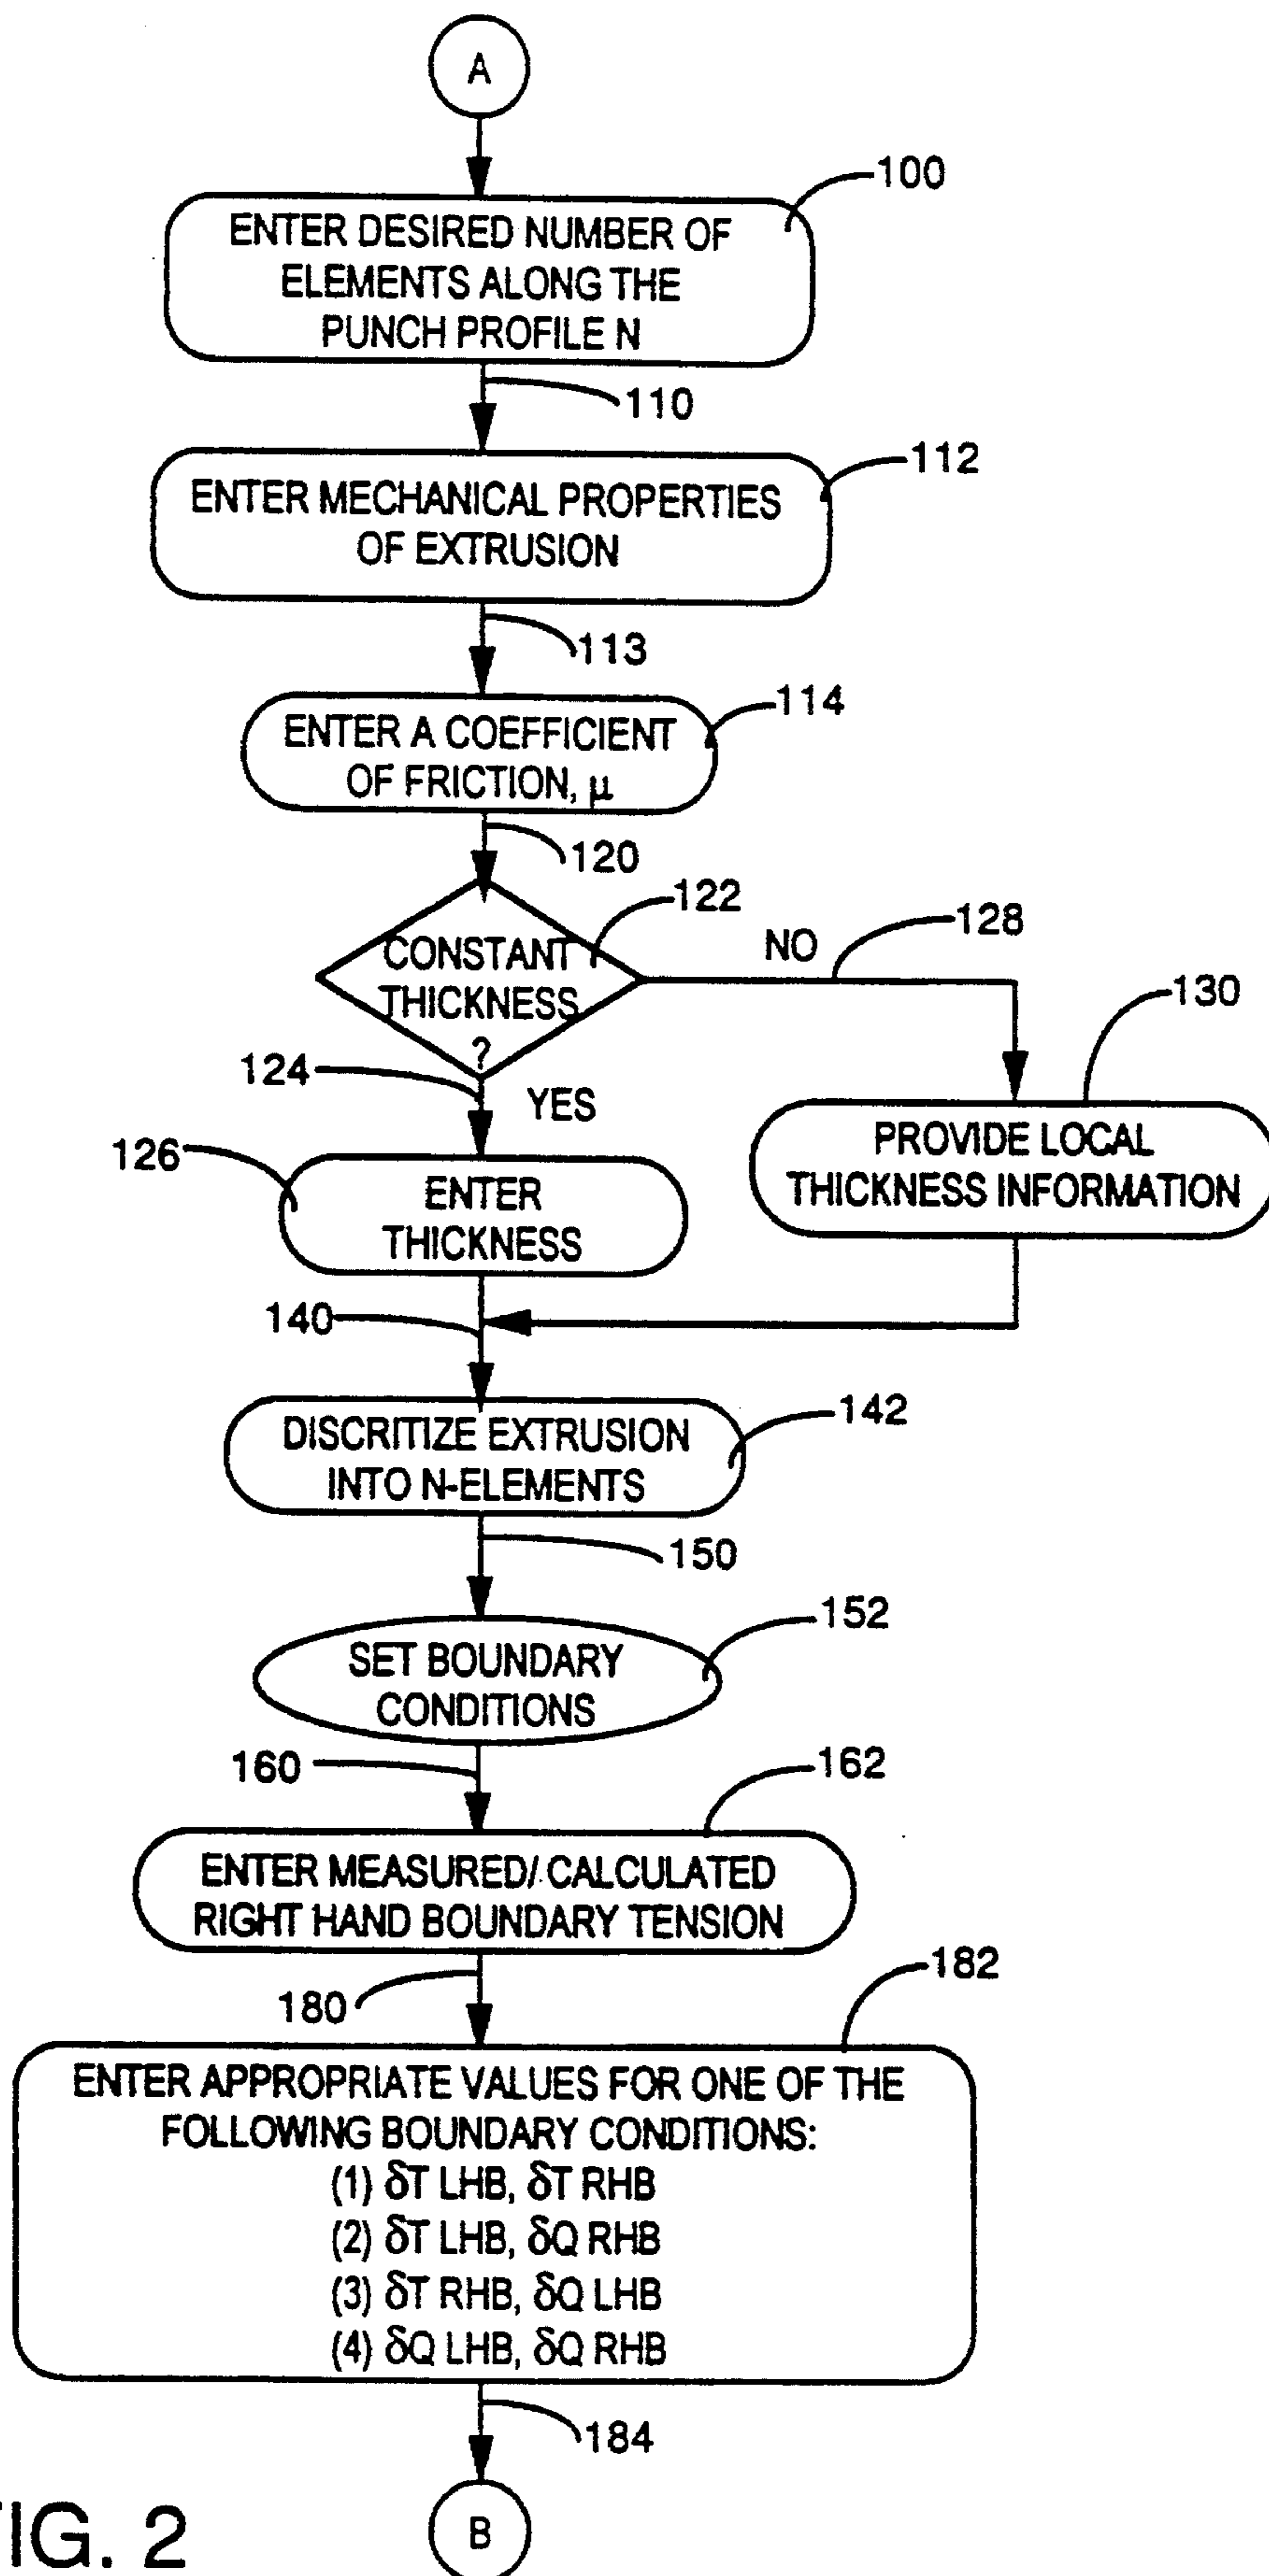 A
100
ENTER DESIRED NUMBER OF
ELEMENTS ALONG THE
PUNCH PROFILE N
110
112
ENTER MECHANICAL PROPERTIES
OF EXTRUSION
113
114
ENTER A COEFFICIENT
OF FRICTION, μ
120
122
CONSTANT
THICKNESS
?
NO
128
130
124
YES
PROVIDE LOCAL
THICKNESS INFORMATION
126
ENTER
THICKNESS
140
142
DISCRITIZE EXTRUSION
INTO N-ELEMENTS
150
152
SET BOUNDARY
CONDITIONS
160
162
ENTER MEASURED/CALCULATED
RIGHT HAND BOUNDARY TENSION
180
182
ENTER APPROPRIATE VALUES FOR ONE OF THE
FOLLOWING BOUNDARY CONDITIONS:
(1) δT LHB, δT RHB
(2) δT LHB, δQ RHB
(3) δT RHB, δQ LHB
(4) δQ LHB, δQ RHB
184
B
FIG. 2